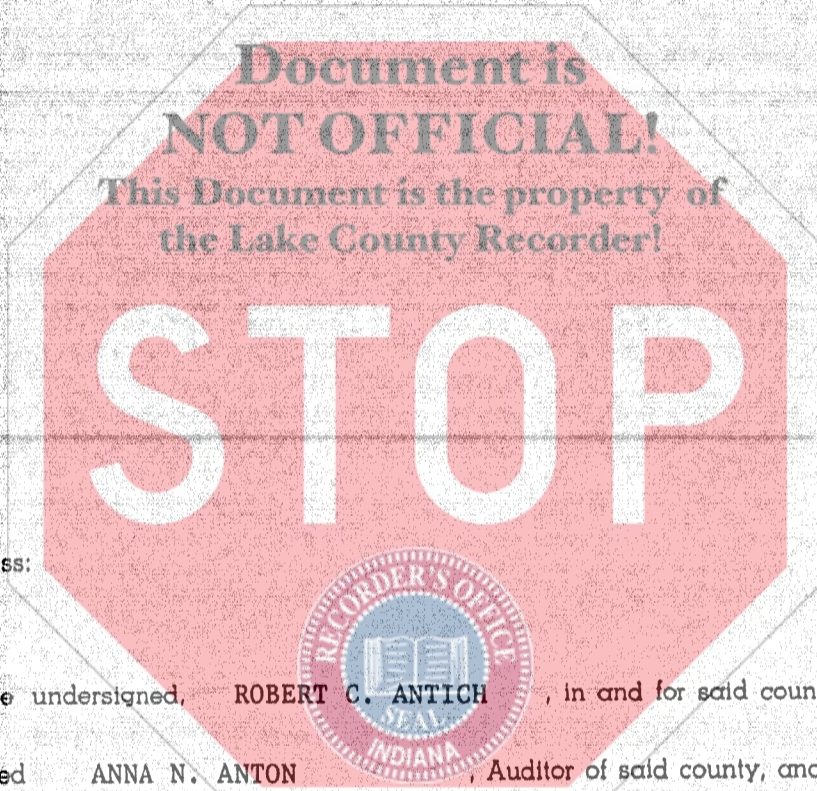 Document is
NOT OFFICIAL!
This Document is the property of
the Lake County Recorder!
STOP
ss:
RECORDER'S OFFICE
SEAL
INDIANA
e undersigned, ROBERT C. ANTICH , in and for said coun
ed ANNA N. ANTON , Auditor of said county, and